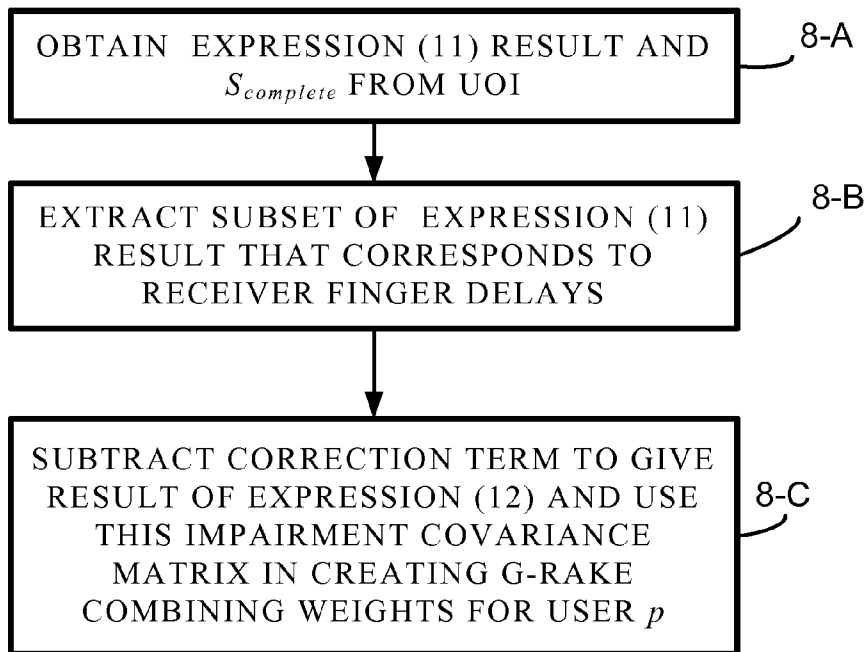 OBTAIN EXPRESSION (11) RESULT AND
S_complete FROM UOI
8-A
EXTRACT SUBSET OF EXPRESSION (11)
RESULT THAT CORRESPONDS TO
RECEIVER FINGER DELAYS
8-B
SUBTRACT CORRECTION TERM TO GIVE
RESULT OF EXPRESSION (12) AND USE
THIS IMPAIRMENT COVARIANCE
MATRIX IN CREATING G-RAKE
COMBINING WEIGHTS FOR USER p
8-C